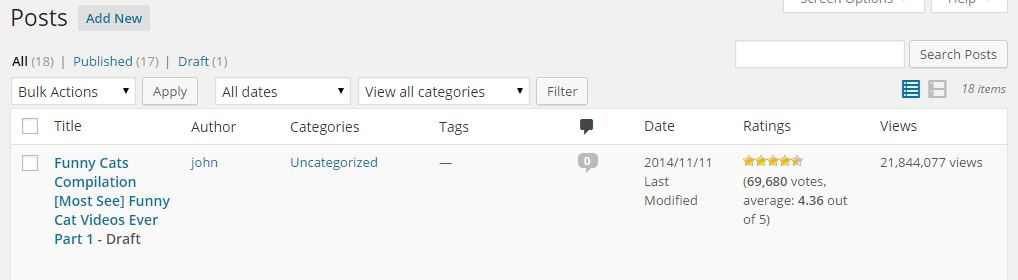 Screen Options Help
Posts Add New
All (18) | Published (17) | Draft (1)
Search Posts
Bulk Actions Apply All dates View all categories Filter 18 items
Title Author Categories Tags Date Ratings Views
Funny Cats john Uncategorized — 0 2014/11/11 21,844,077 views
Compilation Last (69,680 votes,
[Most See] Funny Modified average: 4.36 out
Cat Videos Ever of 5)
Part 1 - Draft